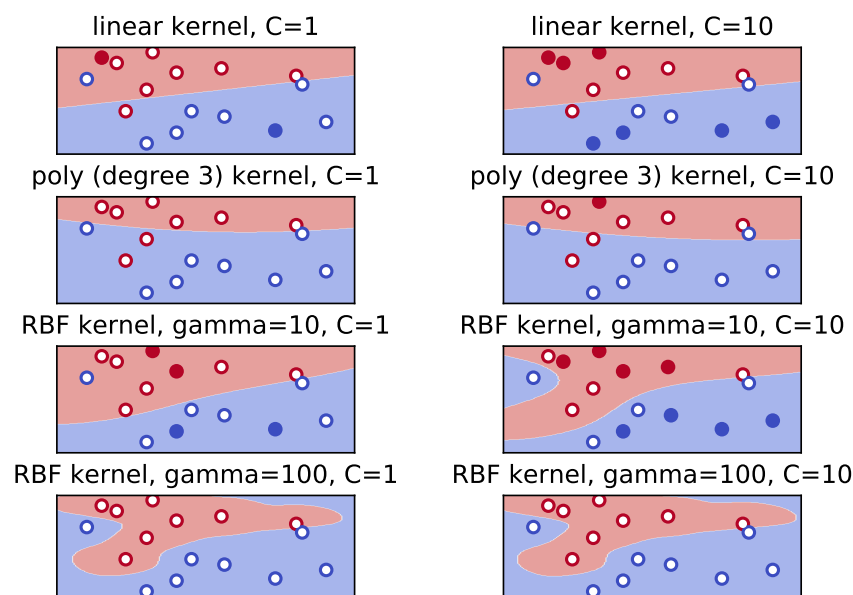 linear kernel, C=1
linear kernel, C=10
poly (degree 3) kernel, C=1
poly (degree 3) kernel, C=10
RBF kernel, gamma=10, C=1
RBF kernel, gamma=10, C=10
RBF kernel, gamma=100, C=1
RBF kernel, gamma=100, C=10